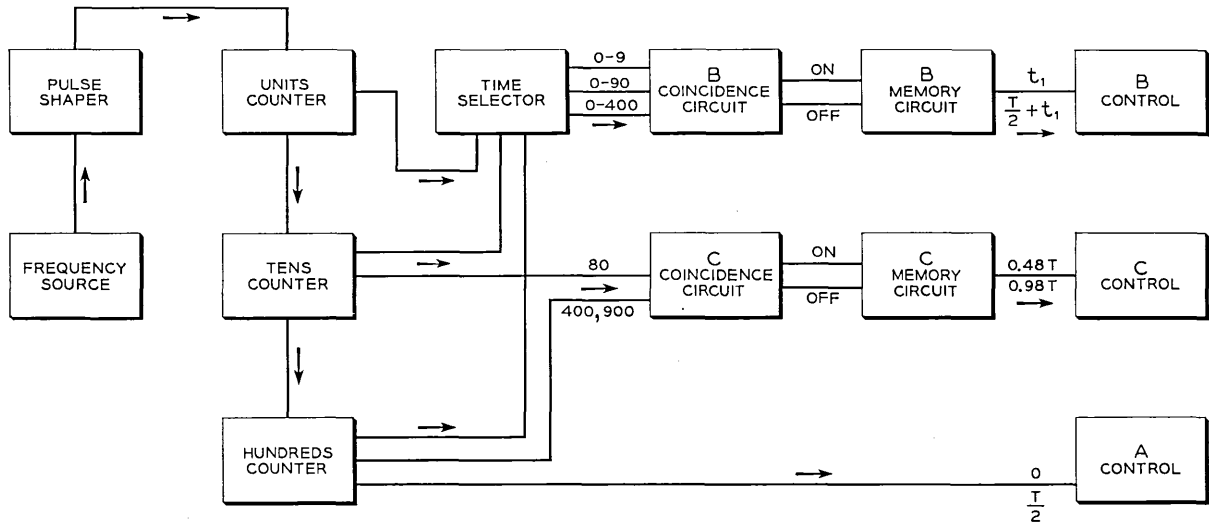 PULSE
SHAPER
UNITS
COUNTER
TIME
SELECTOR
0-9
0-90
0-400
B
COINCIDENCE
CIRCUIT
ON
OFF
B
MEMORY
CIRCUIT
t₁
T/2 + t₁
B
CONTROL
FREQUENCY
SOURCE
TENS
COUNTER
80
400,900
C
COINCIDENCE
CIRCUIT
ON
OFF
C
MEMORY
CIRCUIT
0.48T
0.98T
C
CONTROL
HUNDREDS
COUNTER
0
T/2
A
CONTROL